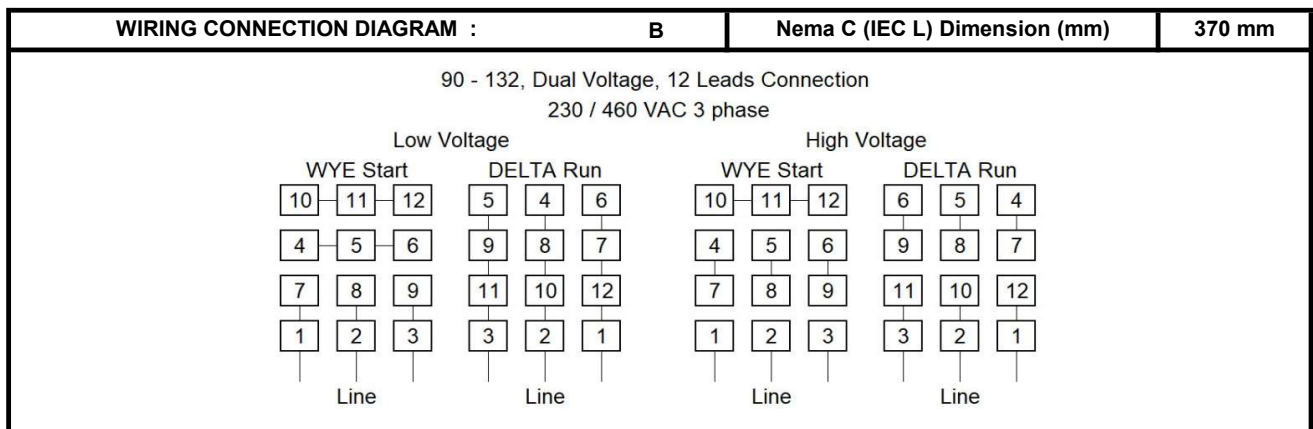 WIRING CONNECTION DIAGRAM : B Nema C (IEC L) Dimension (mm) 370 mm
90 - 132, Dual Voltage, 12 Leads Connection
230 / 460 VAC 3 phase
Low Voltage High Voltage
WYE Start DELTA Run WYE Start DELTA Run
10 11 12 5 4 6 10 11 12 6 5 4
4 5 6 9 8 7 4 5 6 9 8 7
7 8 9 11 10 12 7 8 9 11 10 12
1 2 3 3 2 1 1 2 3 3 2 1
Line Line Line Line